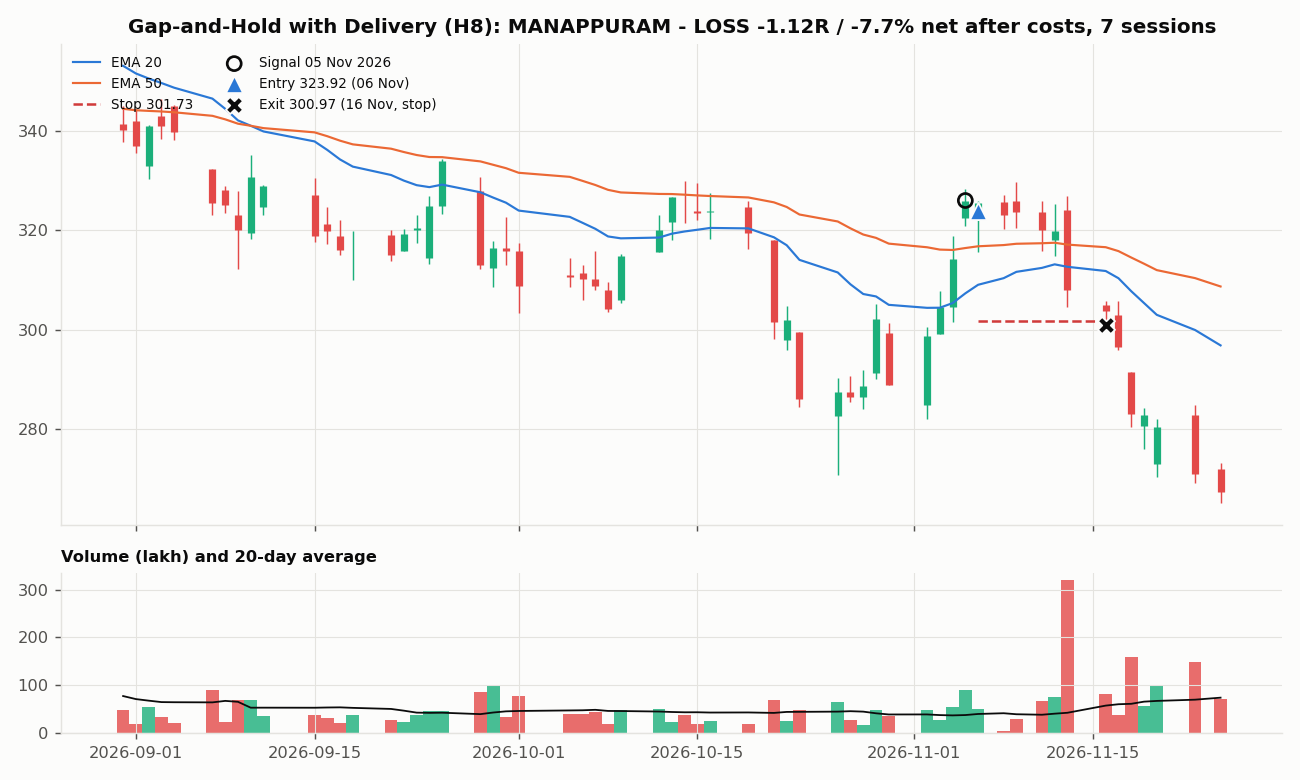 Gap-and-Hold with Delivery (H8): MANAPPURAM - LOSS -1.12R / -7.7% net after costs, 7 sessions
EMA 20
EMA 50
Stop 301.73
Signal 05 Nov 2026
Entry 323.92 (06 Nov)
Exit 300.97 (16 Nov, stop)
340
320
300
280
Volume (lakh) and 20-day average
300
200
100
0
2026-09-01 2026-09-15 2026-10-01 2026-10-15 2026-11-01 2026-11-15